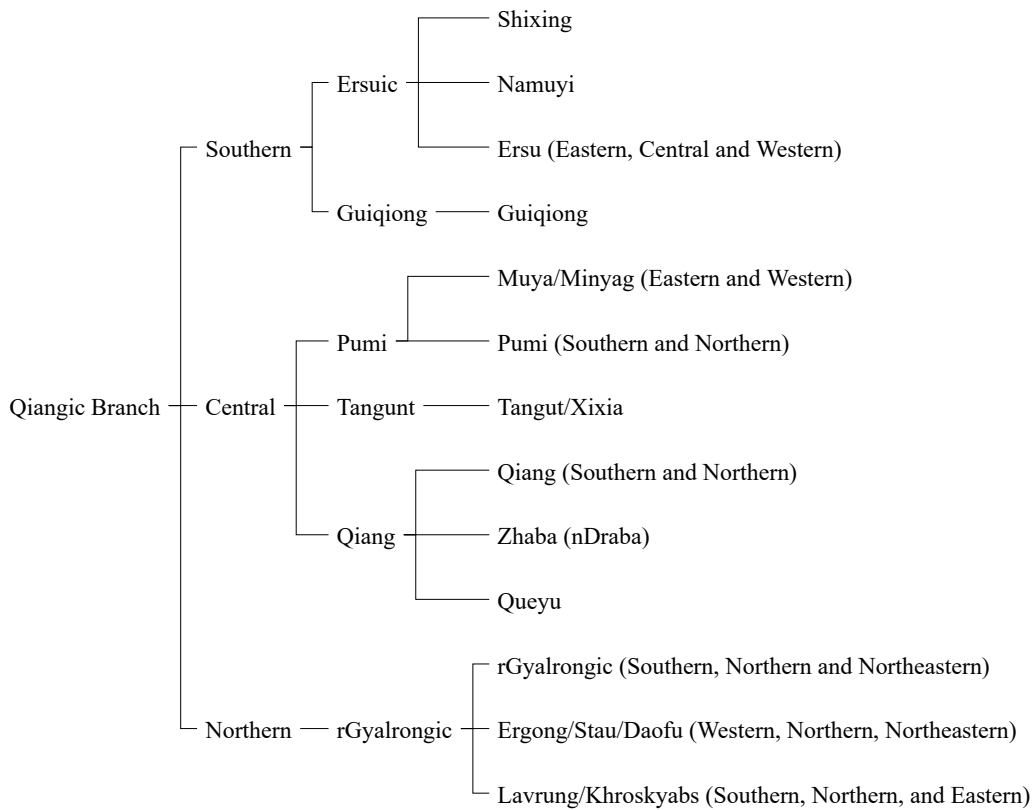 Shixing
Ersuic
Namuyi
Southern
Ersu (Eastern, Central and Western)
Guiqiong
Guiqiong
Muya/Minyag (Eastern and Western)
Pumi
Pumi (Southern and Northern)
Qiangic Branch
Central
Tangunt
Tangut/Xixia
Qiang (Southern and Northern)
Qiang
Zhaba (nDraba)
Queyu
rGyalrongic (Southern, Northern and Northeastern)
Northern
rGyalrongic
Ergong/Stau/Daofu (Western, Northern, Northeastern)
Lavrung/Khroskyabs (Southern, Northern, and Eastern)